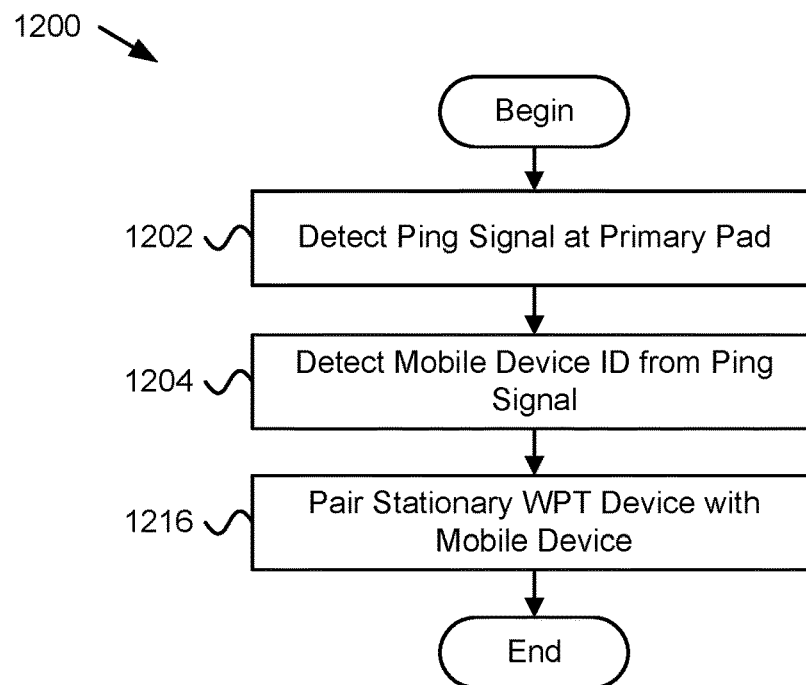 1200
Begin
1202
Detect Ping Signal at Primary Pad
1204
Detect Mobile Device ID from Ping
Signal
1216
Pair Stationary WPT Device with
Mobile Device
End